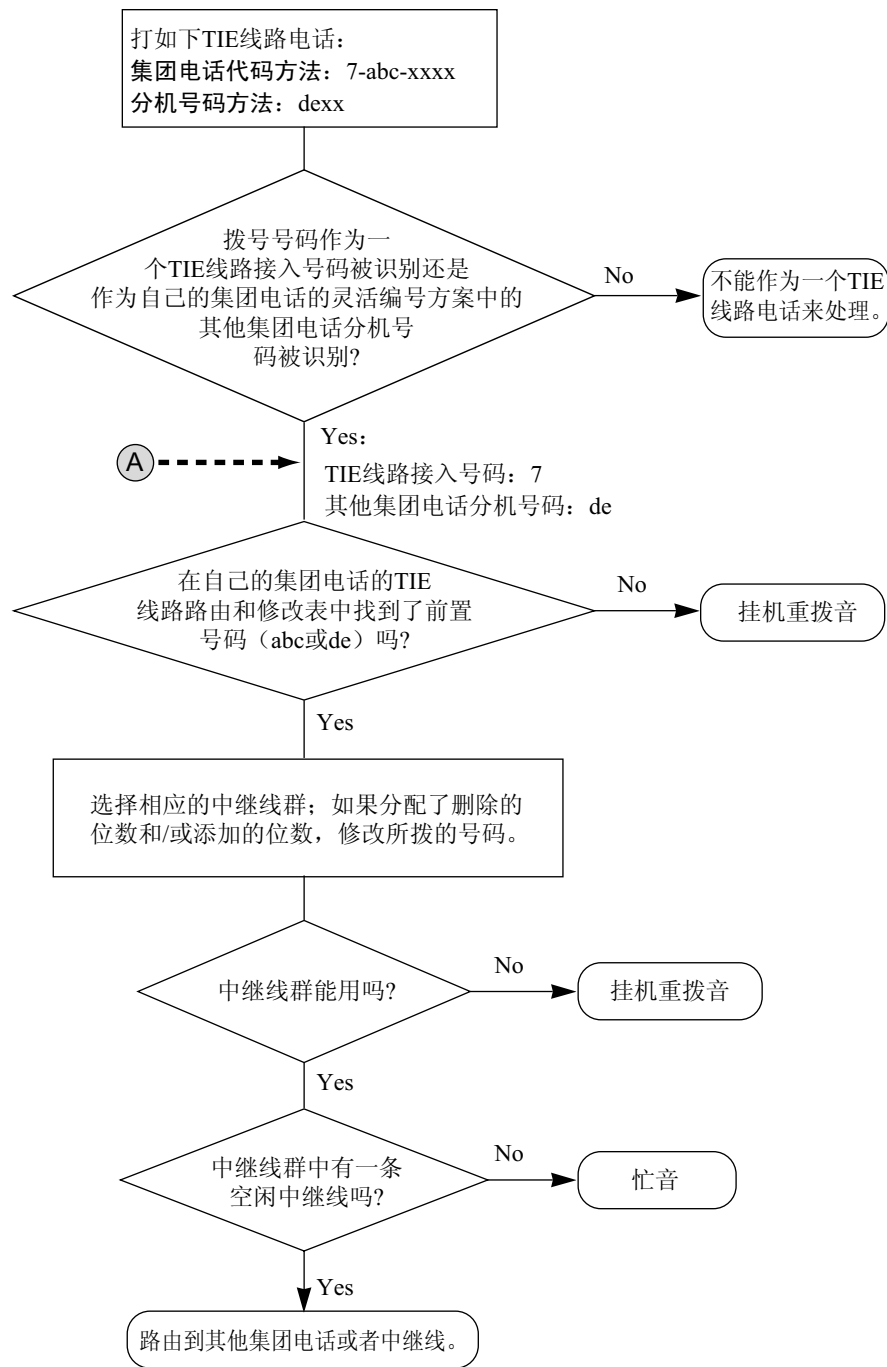 打如下TIE线路电话：
集团电话代码方法：7-abc-xxxx
分机号码方法：dexx
拨号号码作为一
个TIE线路接入号码被识别还是
作为自己的集团电话的灵活编号方案中的
其他集团电话分机号
码被识别?
No
不能作为一个TIE
线路电话来处理。
Yes：
A
TIE线路接入号码：7
其他集团电话分机号码：de
在自己的集团电话的TIE
线路路由和修改表中找到了前置
号码（abc或de）吗?
No
挂机重拨音
Yes
选择相应的中继线群；如果分配了删除的
位数和/或添加的位数，修改所拨的号码。
中继线群能用吗?
No
挂机重拨音
Yes
中继线群中有一条
空闲中继线吗?
No
忙音
Yes
路由到其他集团电话或者中继线。